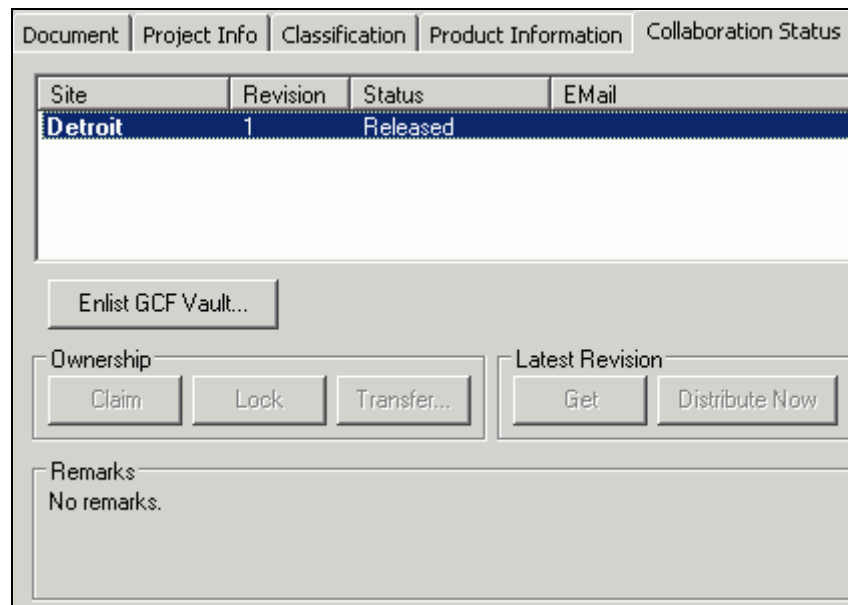 Document Project Info Classification Product Information Collaboration Status
Site Revision Status EMail
Detroit 1 Released
Enlist GCF Vault...
Ownership Latest Revision
Claim Lock Transfer... Get Distribute Now
Remarks
No remarks.